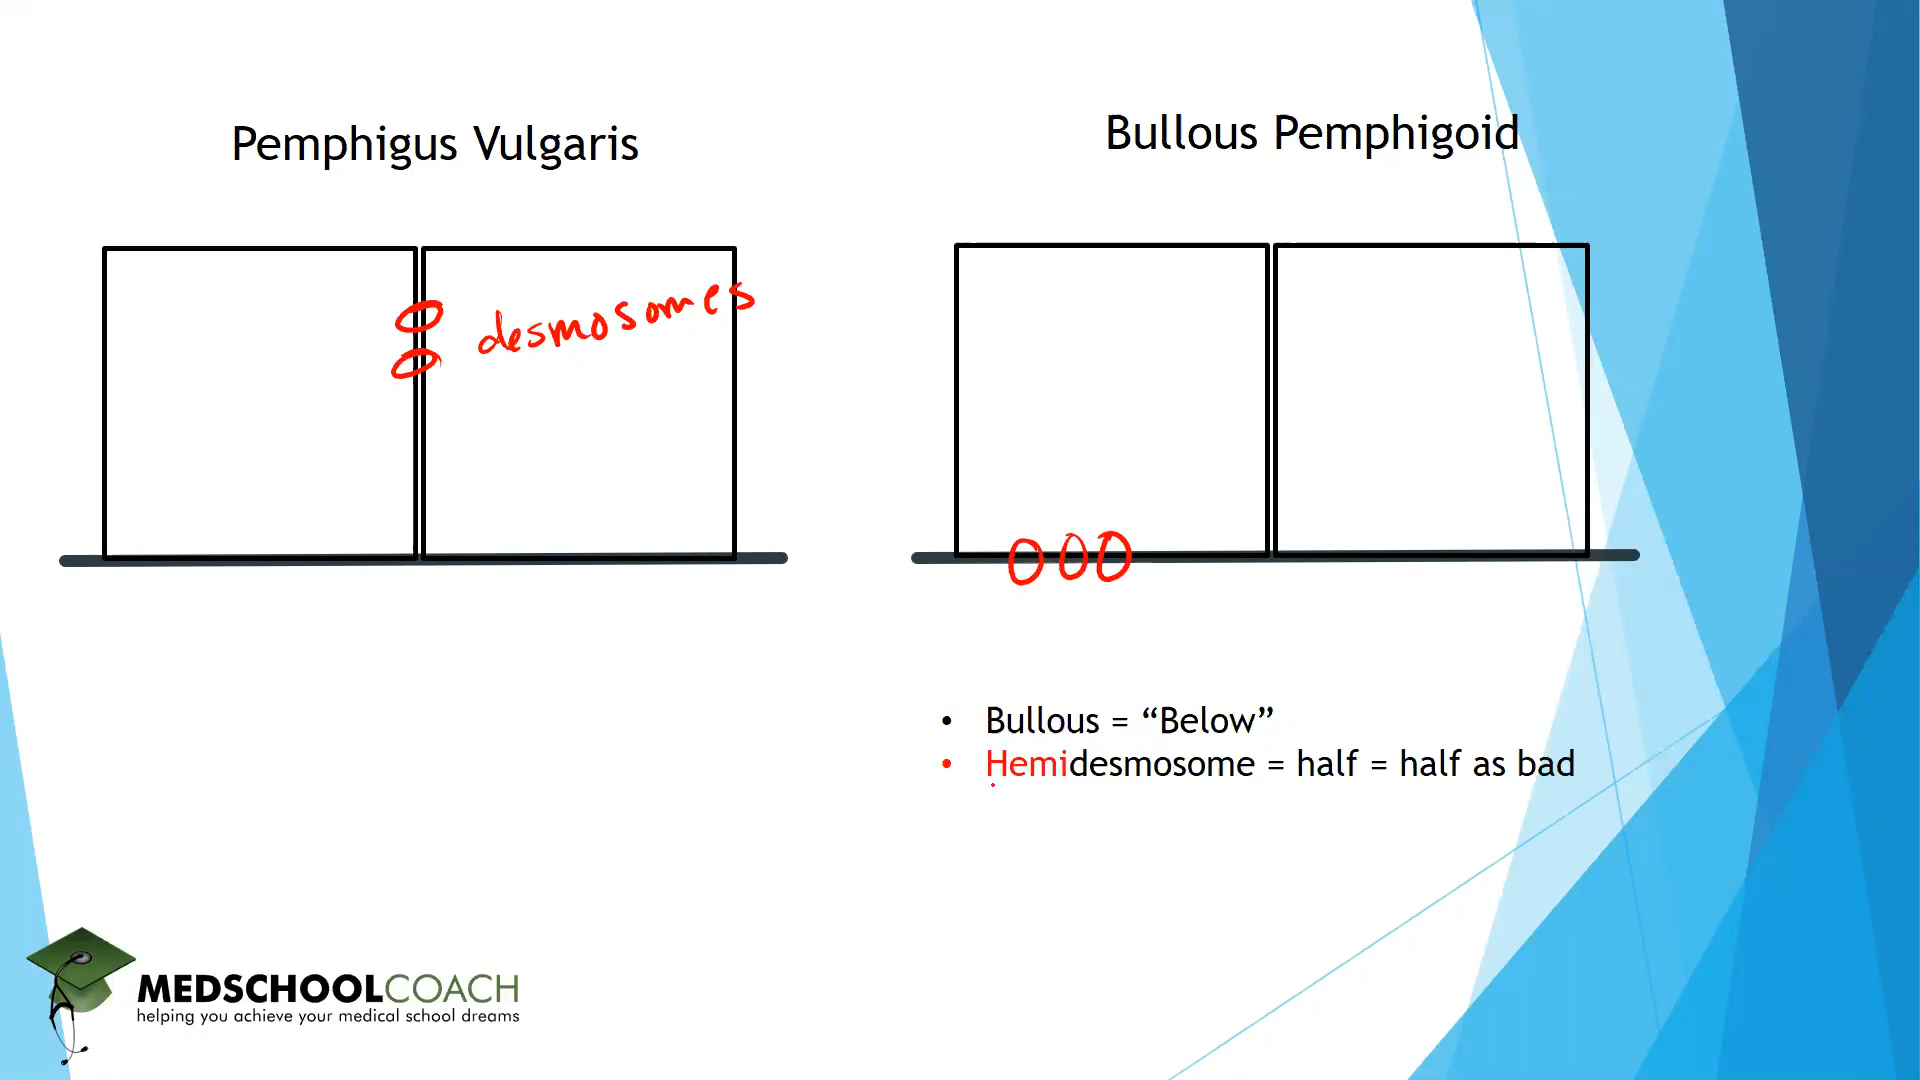 Pemphigus Vulgaris
desmosomes
Bullous Pemphigoid
• Bullous = “Below”
• Hemidesmosome = half = half as bad
MEDSCHOOLCOACH
helping you achieve your medical school dreams